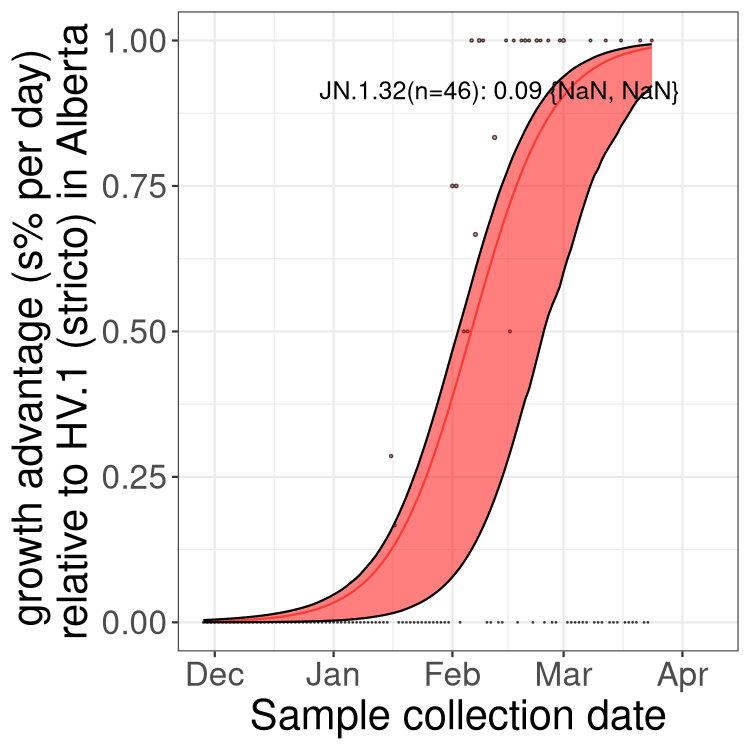 growth advantage (s% per day)
relative to HV.1 (stricto) in Alberta
1.00
0.75
0.50
0.25
0.00
JN.1.32(n=46): 0.09 {NaN, NaN}
Dec Jan Feb Mar Apr
Sample collection date